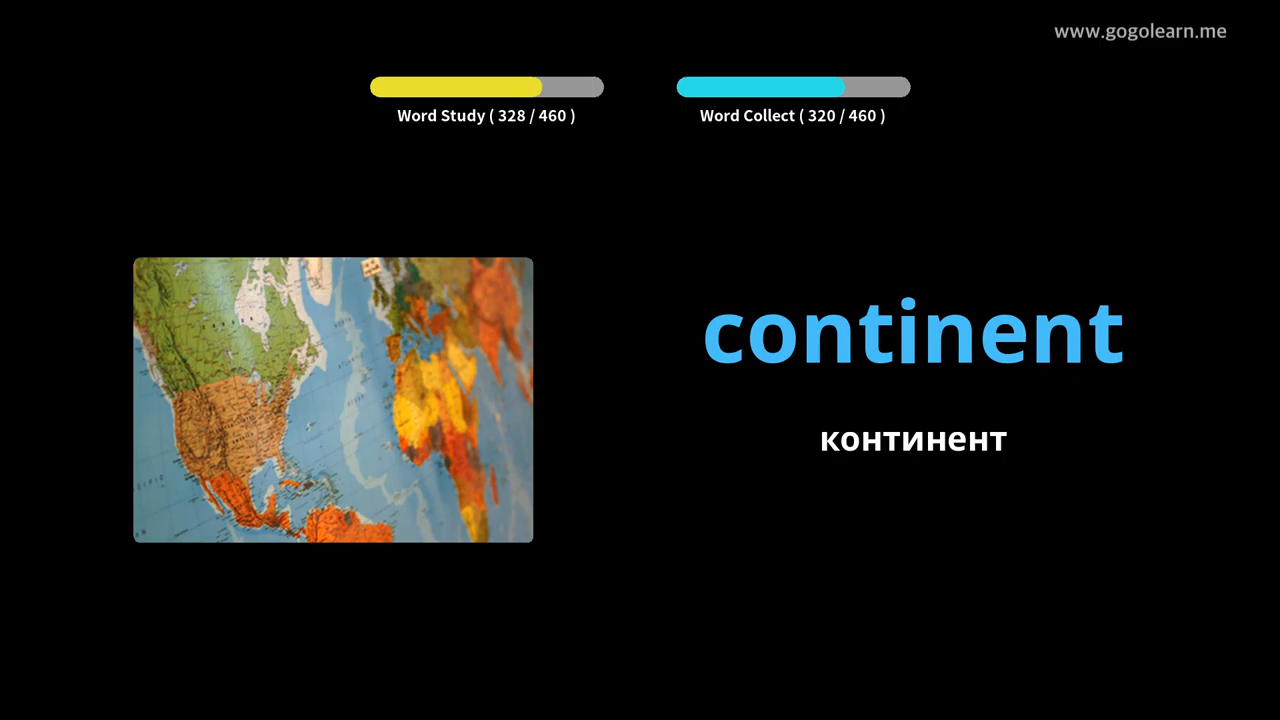 www.gogolearn.me
Word Study ( 328 / 460 )
Word Collect ( 320 / 460 )
continent
континент